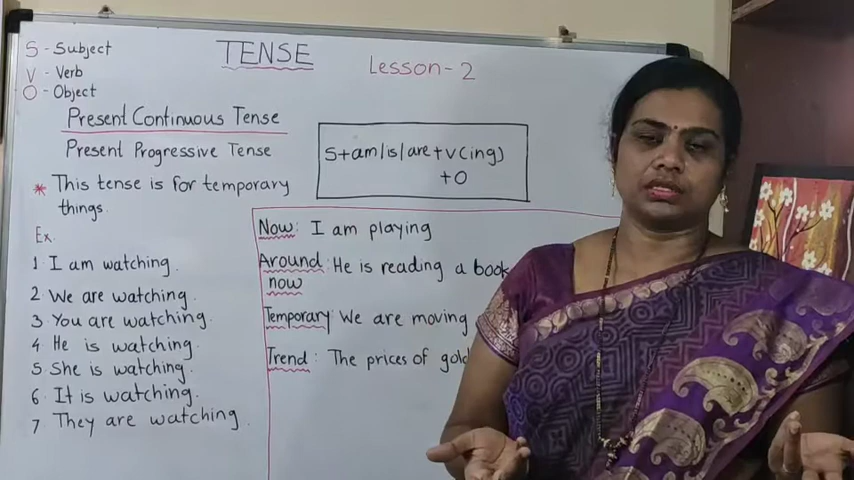 S - Subject
V - Verb
O - Object
TENSE
Lesson - 2
Present Continuous Tense
Present Progressive Tense
* This tense is for temporary
things.
S+am|is|are+V(ing)
+O
Ex.
1 I am watching.
2 We are watching.
3 You are watching.
4 He is watching.
5 She is watching.
6 It is watching.
7 They are watching.
Now: I am playing
Around: He is reading a book
now
Temporary: We are moving
Trend: The prices of gold